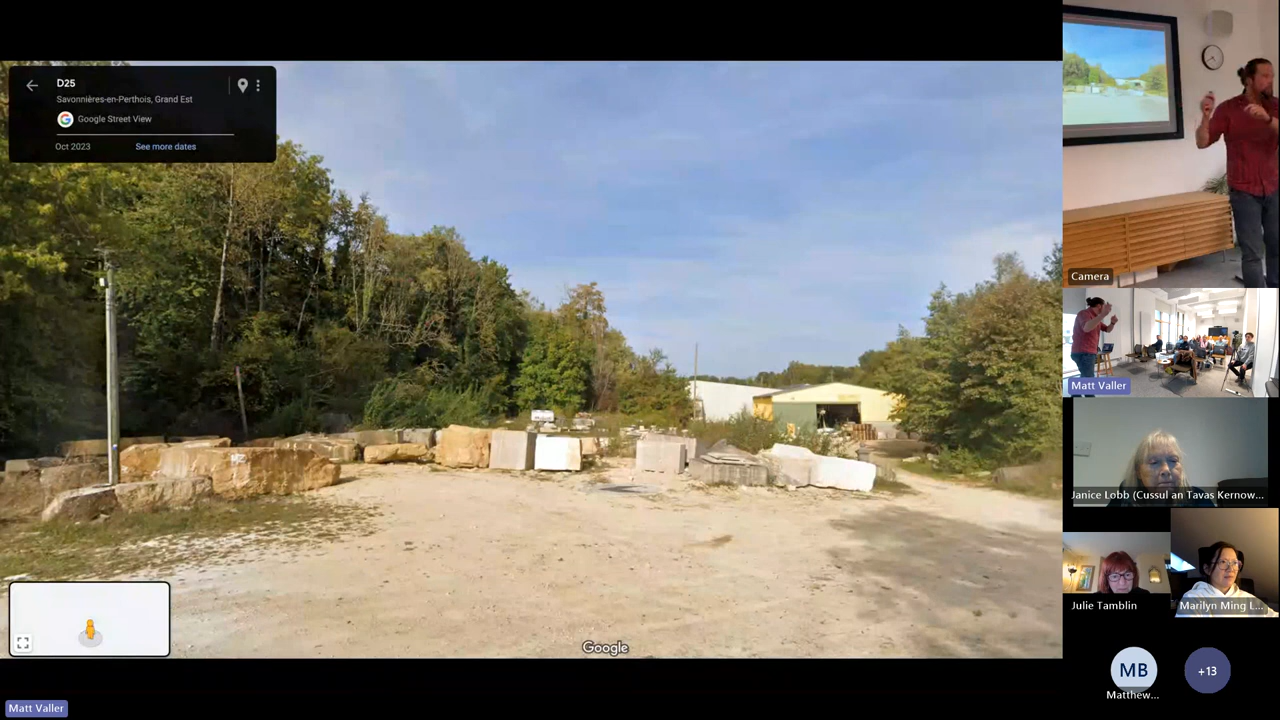 D25
Savonnières-en-Perthois, Grand Est
Google Street View
Oct 2023 See more dates
Google
Matt Valler
Camera
Matt Valler
Janice Lobb (Cussul an Tavas Kernow...
Julie Tamblin
Marilyn Ming L...
MB
Matthew...
+13